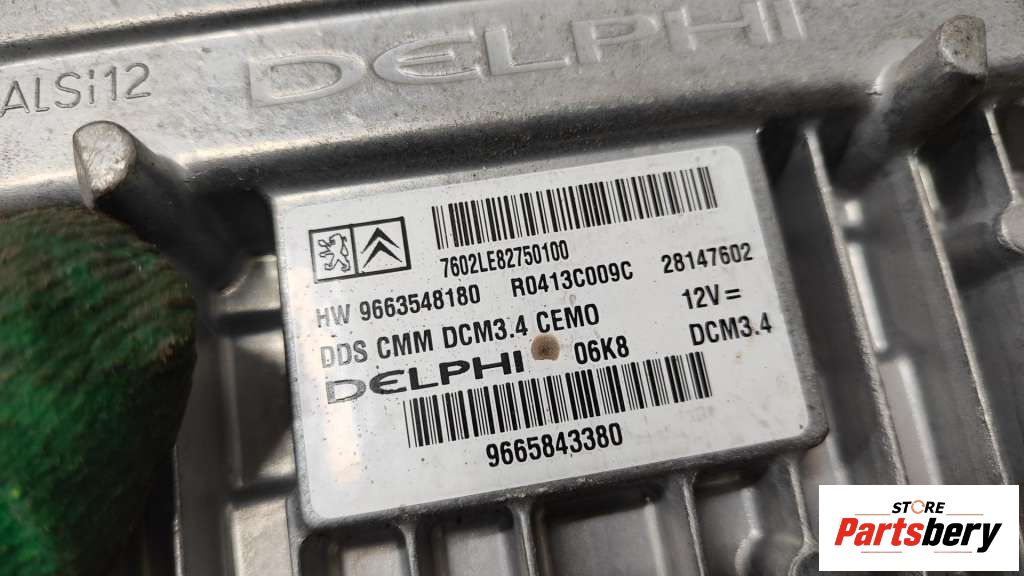 ALSi12
DELPHI
7602LE82750100
HW 9663548180 R0413C009C 28147602
DDS CMM DCM3.4 CEMO 12V =
DELPHI 06K8 DCM3.4
9665843380
STORE
Partsbery